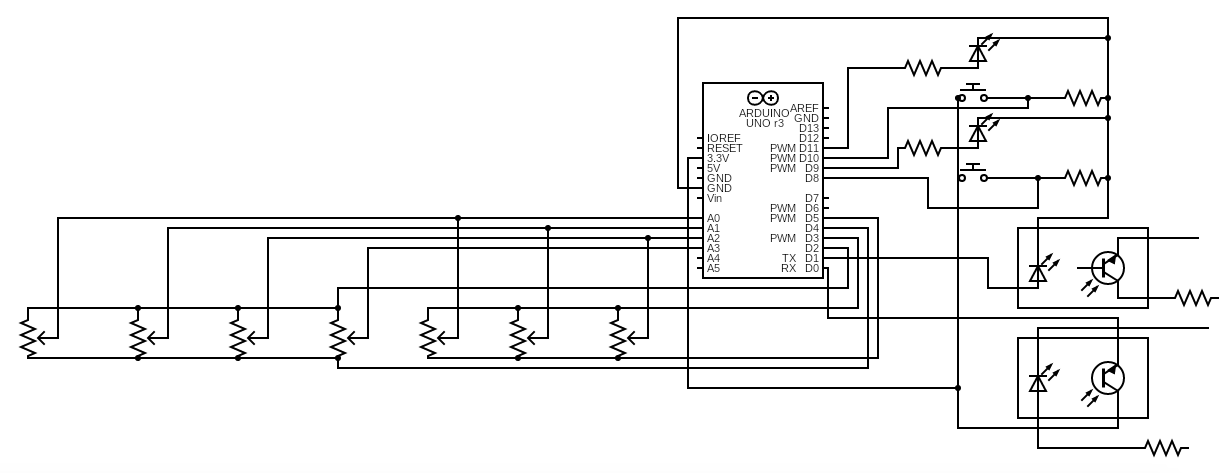 ARDUINO
UNO r3
AREF
GND
D13
D12
PWM D11
PWM D10
PWM D9
D8
D7
PWM D6
PWM D5
D4
PWM D3
D2
TX D1
RX D0
IOREF
RESET
3.3V
5V
GND
GND
Vin
A0
A1
A2
A3
A4
A5